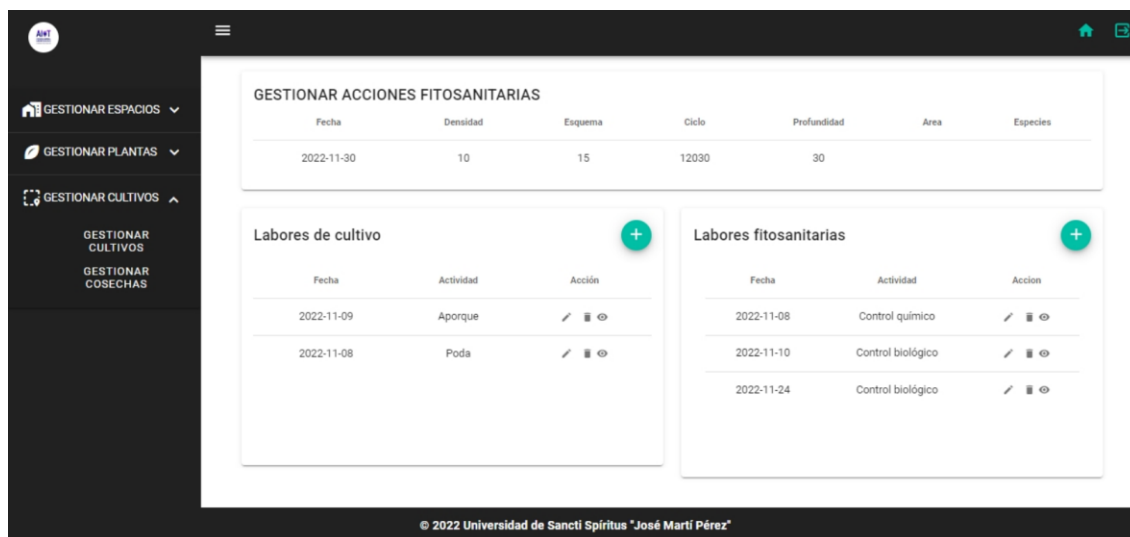 AIoT
GESTIONAR ESPACIOS
GESTIONAR PLANTAS
GESTIONAR CULTIVOS
GESTIONAR
CULTIVOS
GESTIONAR
COSECHAS
GESTIONAR ACCIONES FITOSANITARIAS
Fecha Densidad Esquema Ciclo Profundidad Area Especies
2022-11-30 10 15 12030 30
Labores de cultivo
+
Fecha Actividad Acción
2022-11-09 Aporque
2022-11-08 Poda
Labores fitosanitarias
+
Fecha Actividad Accion
2022-11-08 Control químico
2022-11-10 Control biológico
2022-11-24 Control biológico
© 2022 Universidad de Sancti Spíritus "José Martí Pérez"